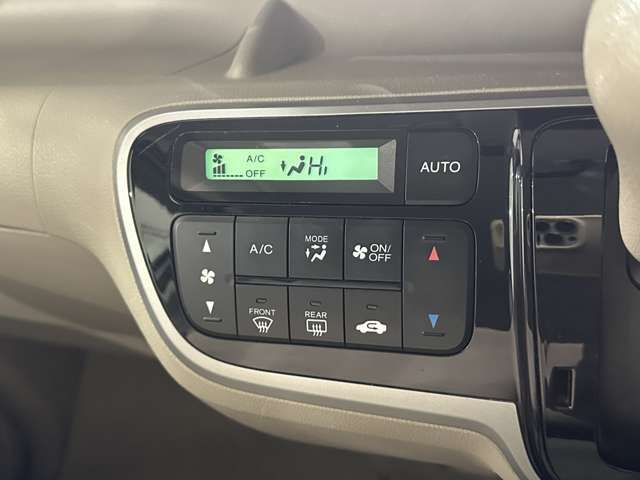 A/C
OFF
Hi
AUTO
A/C
MODE
ON/
OFF
FRONT
REAR